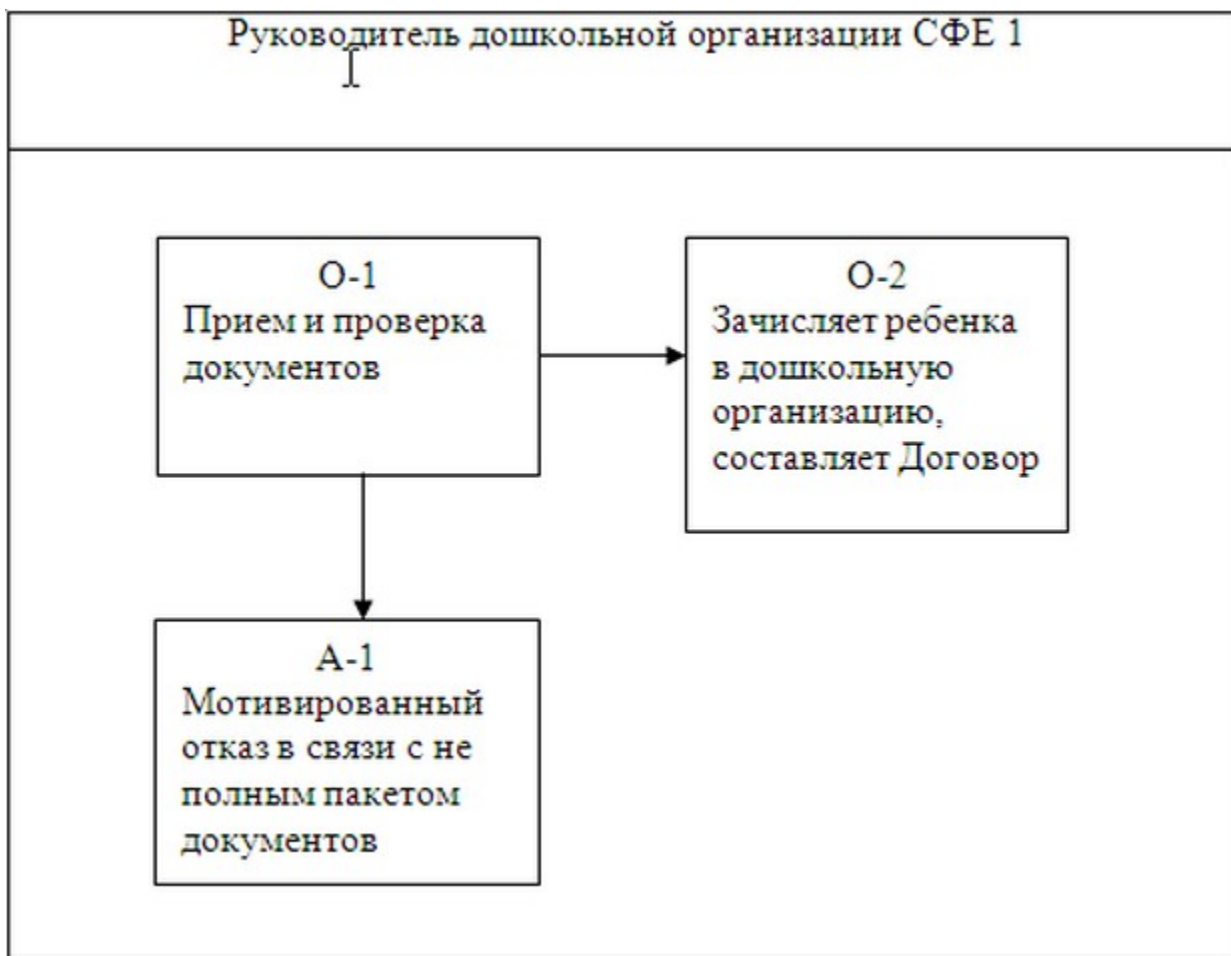 Руководитель дошкольной организации СФЕ 1
О-1
Прием и проверка
документов
О-2
Зачисляет ребенка
в дошкольную
организацию,
составляет Договор
А-1
Мотивированный
отказ в связи с не
полным пакетом
документов